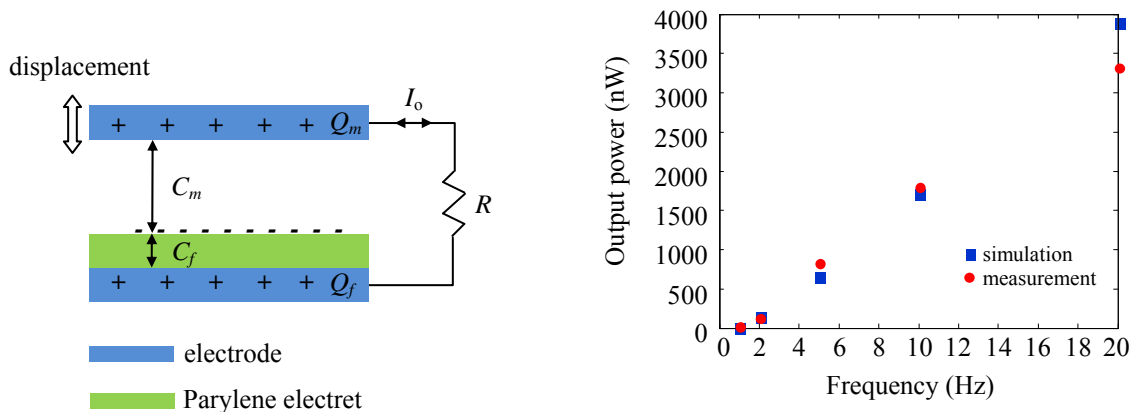 displacement
+ + + + + Qm
Io
Cm
R
- - - - - - - - - -
Cf
+ + + + + Qf
electrode
Parylene electret
Output power (nW)
4000
3500
3000
2500
2000
1500
1000
500
0
simulation
measurement
0 2 4 6 8 10 12 14 16 18 20
Frequency (Hz)